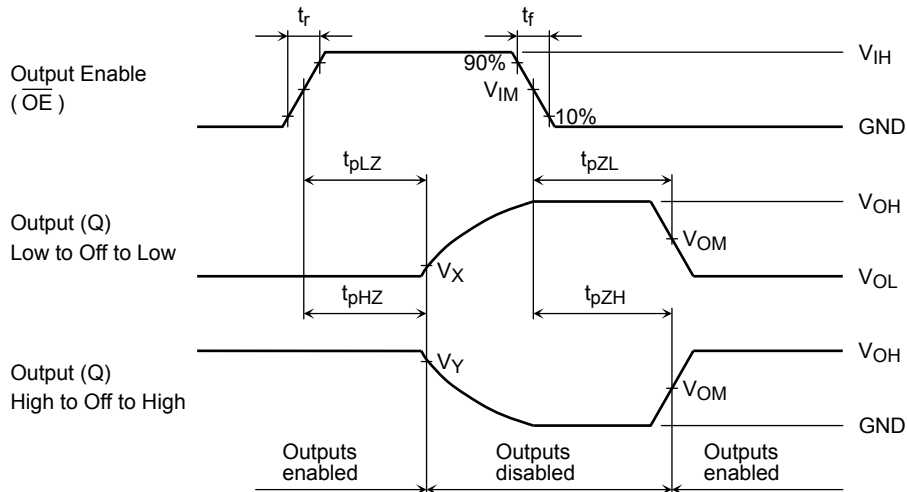 tr
tf
Output Enable
( OE )
90%
VIM
10%
VIH
GND
tpLZ
tpZL
Output (Q)
Low to Off to Low
VX
VOM
VOH
VOL
tpHZ
tpZH
Output (Q)
High to Off to High
VY
VOM
VOH
GND
Outputs
enabled
Outputs
disabled
Outputs
enabled